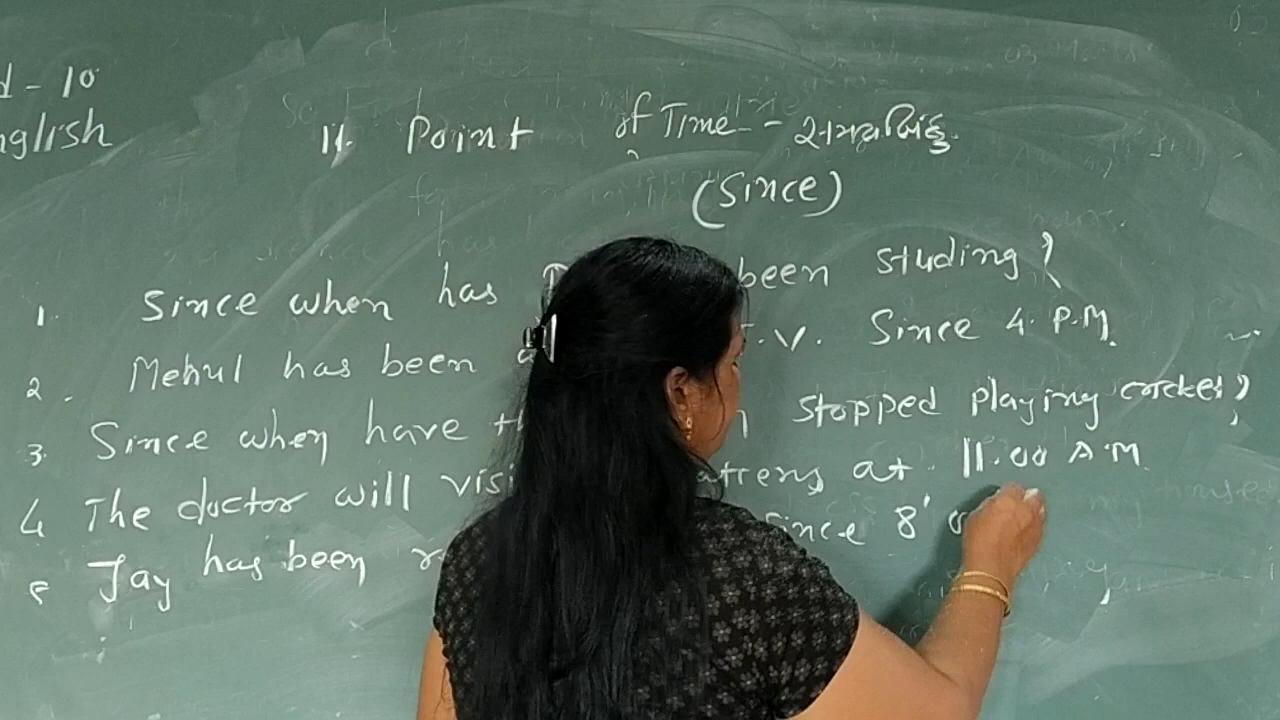 d - 10
nglish
11. Point of Time - સમયબિંદુ.
(Since)
1. Since when has been studing?
2. Mehul has been T.V. Since 4. P.M.
3. Since when have stopped playing cricket?
4 The doctor will visi at 11.00 A.M.
5 Jay has been since 8'